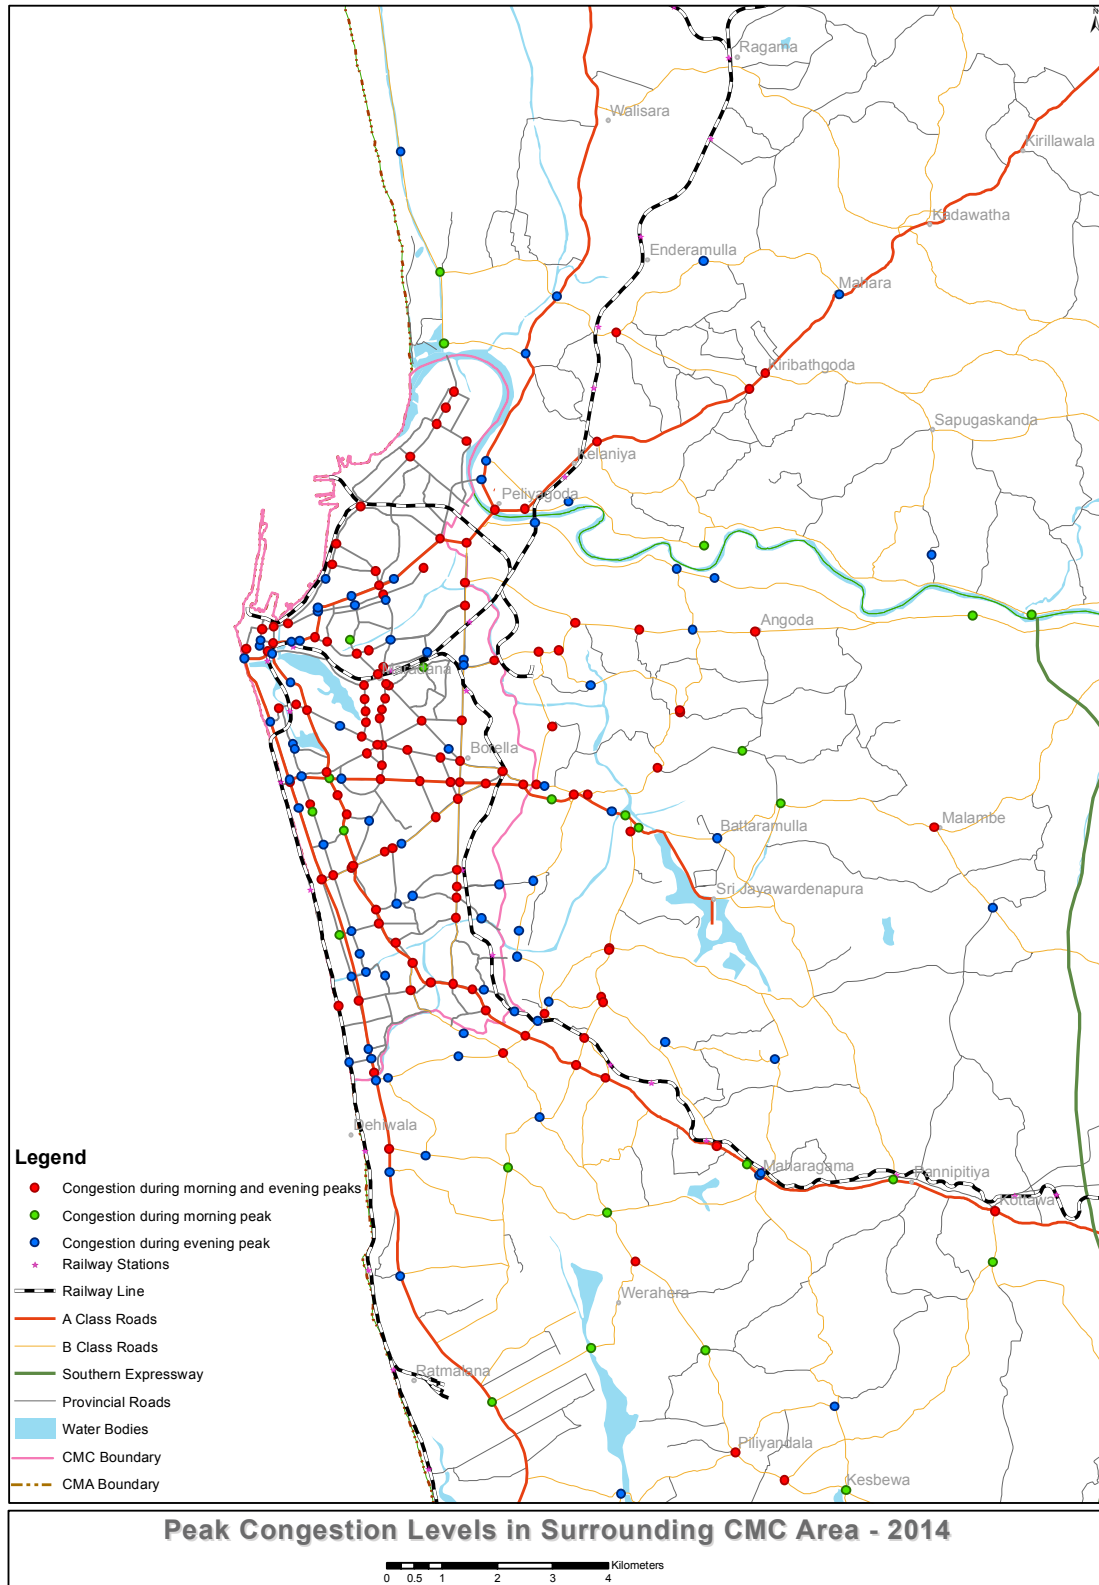 N
Ragama
Walisara
Kirillawala
Kadawatha
Enderamulla
Mahara
Kiribathgoda
Sapugaskanda
Kelaniya
Peliyagoda
Angoda
Maradana
Borella
Malambe
Battaramulla
Sri Jayawardenapura
Dehiwala
Maharagama
Pannipitiya
Kottawa
Werahera
Ratmalana
Piliyandala
Kesbewa
Legend
Congestion during morning and evening peaks
Congestion during morning peak
Congestion during evening peak
Railway Stations
Railway Line
A Class Roads
B Class Roads
Southern Expressway
Provincial Roads
Water Bodies
CMC Boundary
CMA Boundary
Peak Congestion Levels in Surrounding CMC Area - 2014
Kilometers
0 0.5 1 2 3 4